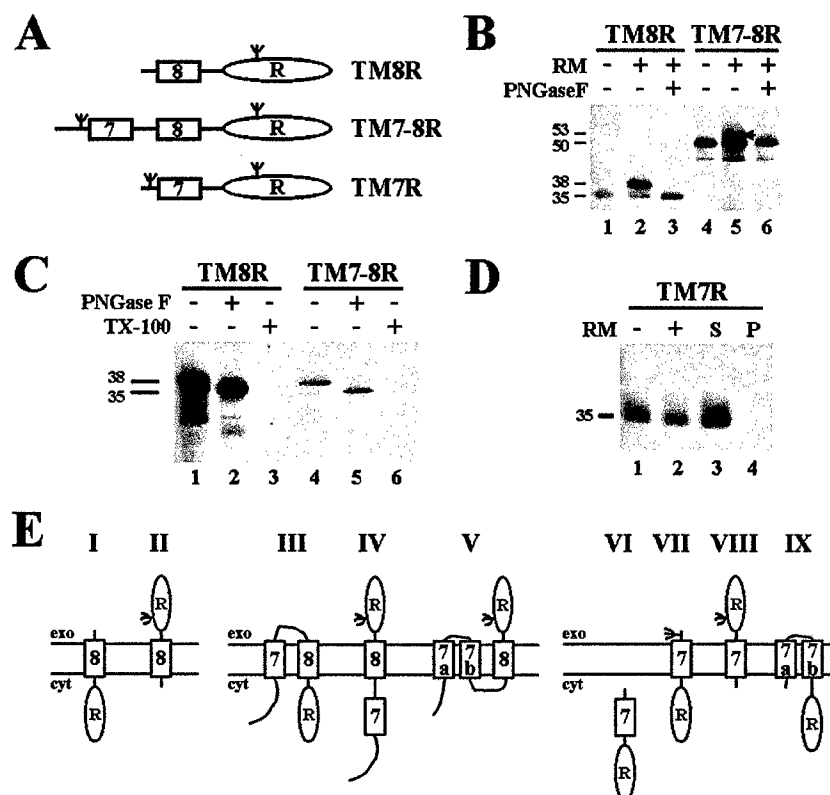 A
8 R TM8R
7 8 R TM7-8R
7 R TM7R
B
TM8R TM7-8R
RM - + + - + +
PNGaseF - - + - - +
53
50
38
35
1 2 3 4 5 6
C
TM8R TM7-8R
PNGase F - + - - + -
TX-100 - - + - - +
38
35
1 2 3 4 5 6
D
TM7R
RM - + S P
35
1 2 3 4
E
I II III IV V VI VII VIII IX
R R R R R
exo exo exo
8 8 7 8 8 7a 7b 8 7 7 7a 7b
cyt cyt cyt
R R 7 7 R R
R